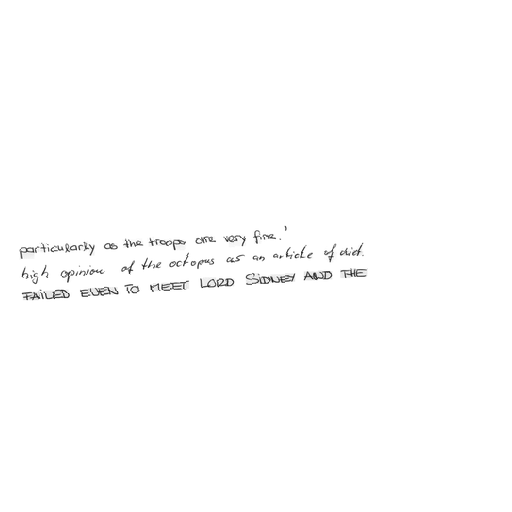 particularly as the troops are very fine.'
high opinion of the octopus as an article of diet.
FAILED EVEN TO MEET LORD SIDNEY AND THE